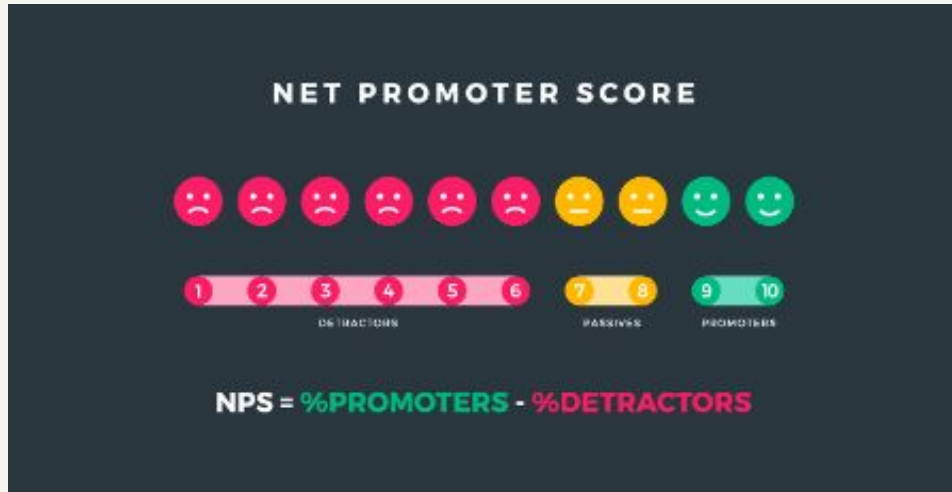 NET PROMOTER SCORE
1 2 3 4 5 6 7 8 9 10
DETRACTORS PASSIVES PROMOTERS
NPS = %PROMOTERS - %DETRACTORS